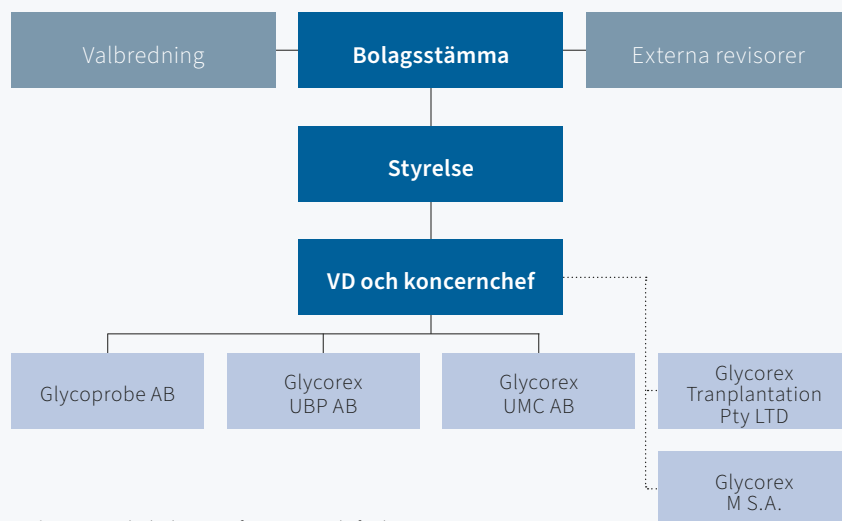 Valbredning
Bolagsstämma
Externa revisorer
Styrelse
VD och koncernchef
Glycoprobe AB
Glycorex
UBP AB
Glycorex
UMC AB
Glycorex
Tranplantation
Pty LTD
Glycorex
M S.A.